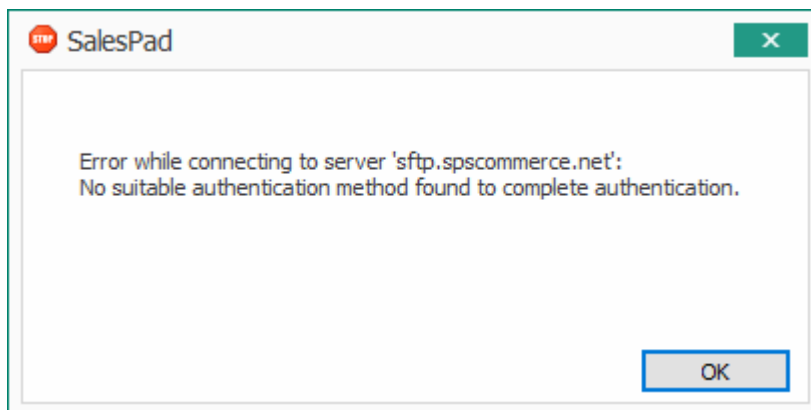 STOP SalesPad
Error while connecting to server 'sftp.spscommerce.net':
No suitable authentication method found to complete authentication.
OK